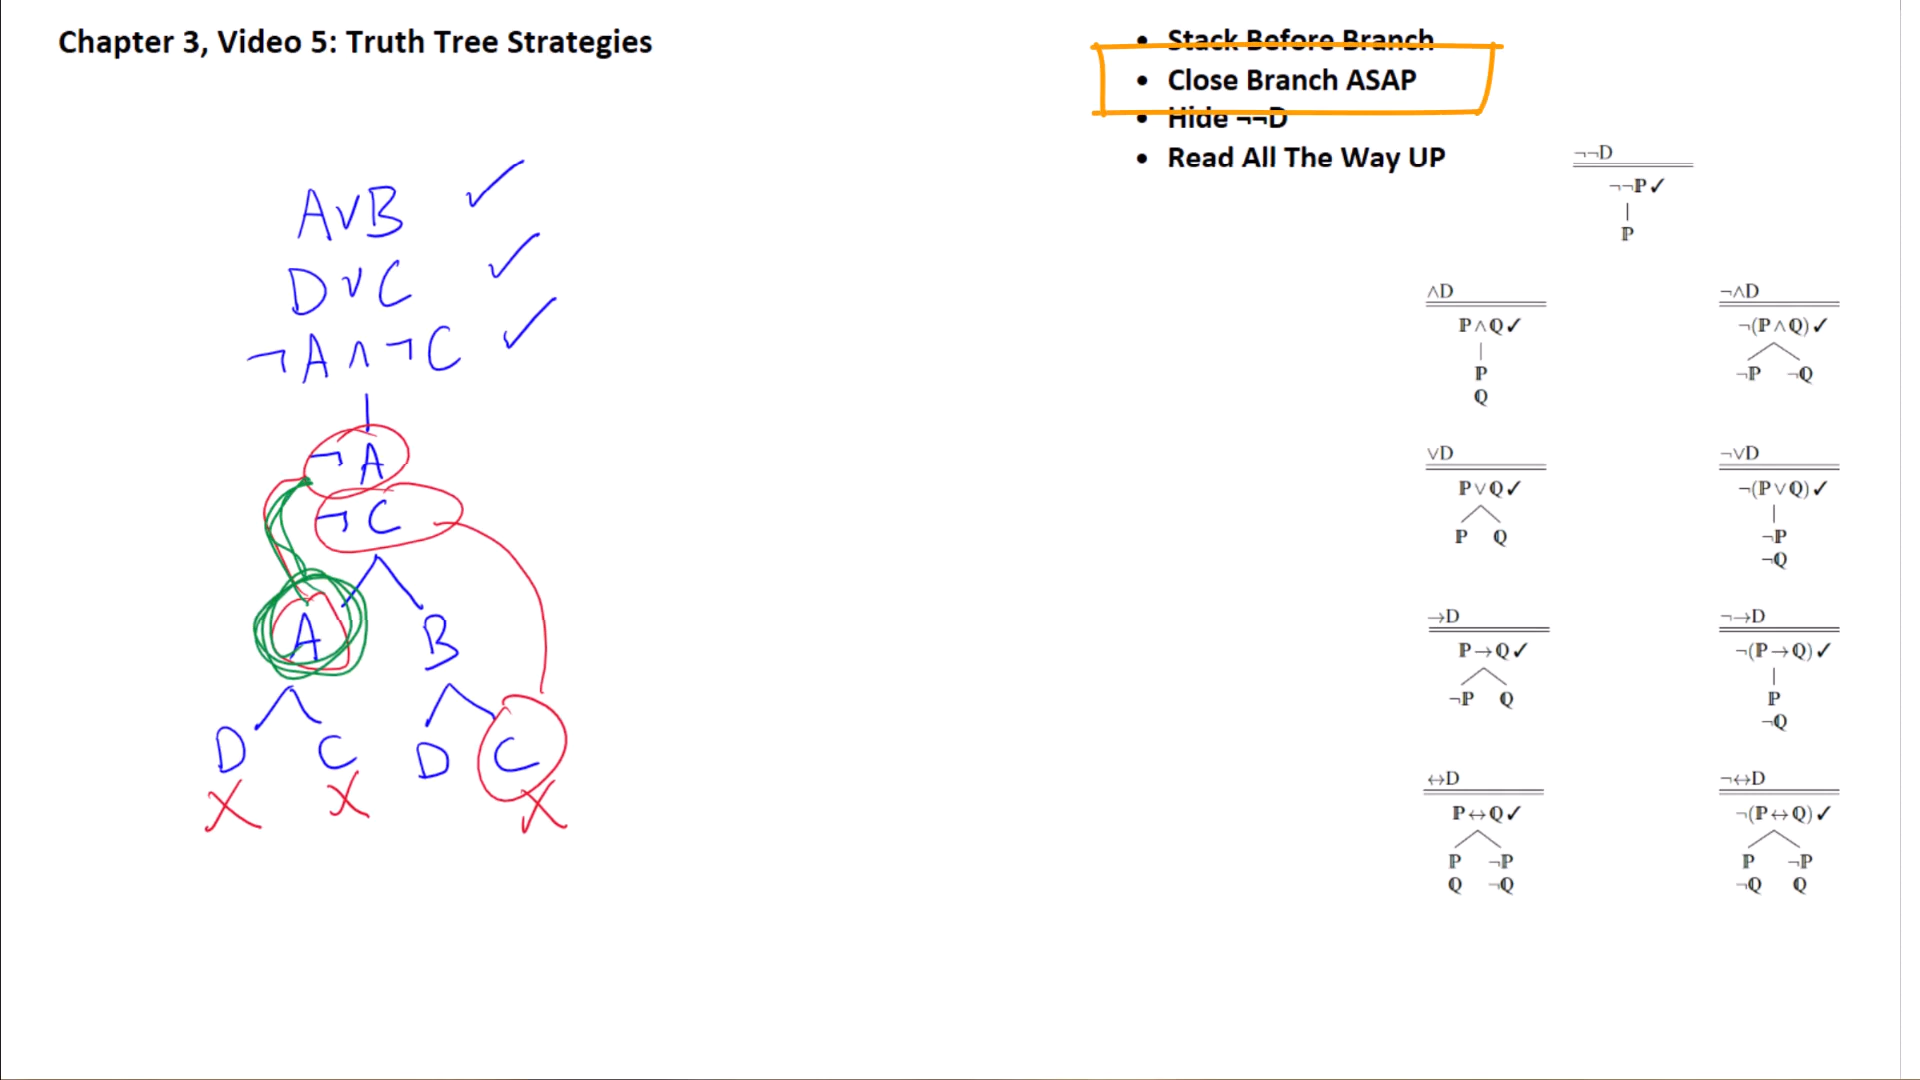 Chapter 3, Video 5: Truth Tree Strategies
• Stack Before Branch
• Close Branch ASAP
• Hide ¬¬D
• Read All The Way UP
A∨B ✓
D∨C ✓
¬A∧¬C ✓
¬A
¬C
A B
D C D C
X X X
¬¬D
¬¬ℙ✓
ℙ
∧D ¬∧D
ℙ∧ℚ✓ ¬(ℙ∧ℚ)✓
ℙ ¬ℙ ¬ℚ
ℚ
∨D ¬∨D
ℙ∨ℚ✓ ¬(ℙ∨ℚ)✓
ℙ ℚ ¬ℙ
¬ℚ
→D ¬→D
ℙ→ℚ✓ ¬(ℙ→ℚ)✓
¬ℙ ℚ ℙ
¬ℚ
↔D ¬↔D
ℙ↔ℚ✓ ¬(ℙ↔ℚ)✓
ℙ ¬ℙ ℙ ¬ℙ
ℚ ¬ℚ ¬ℚ ℚ